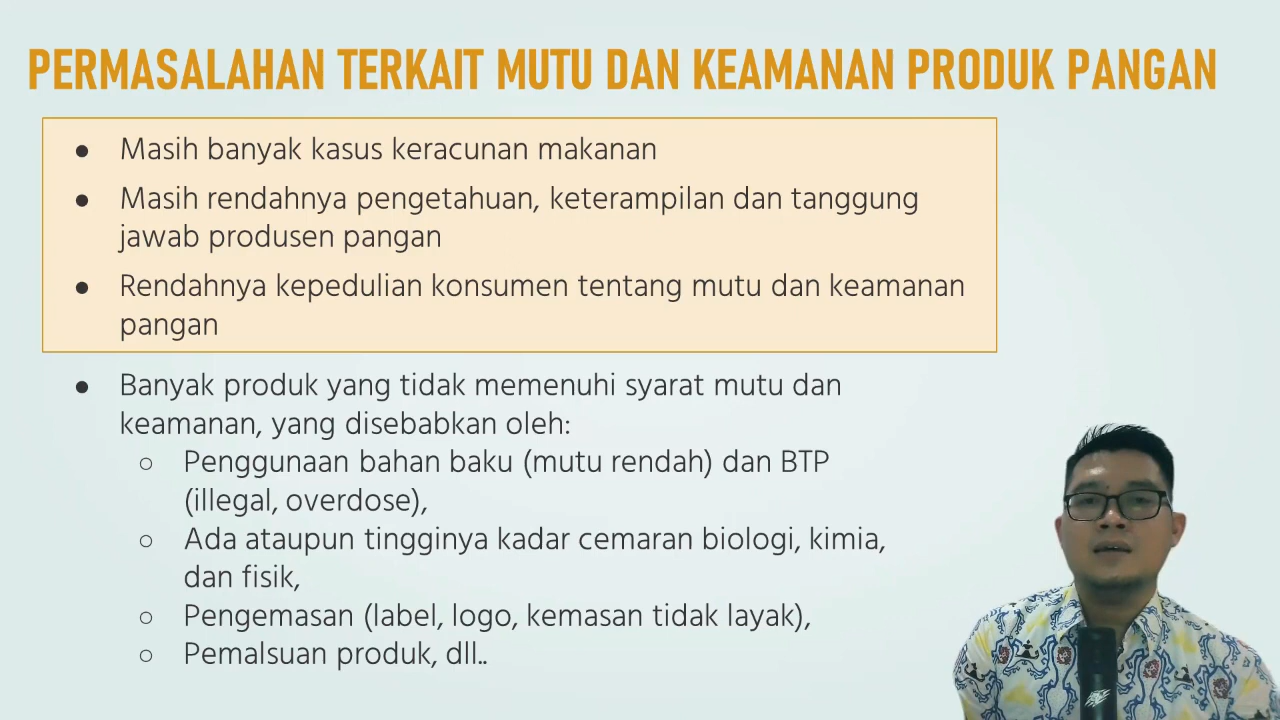 PERMASALAHAN TERKAIT MUTU DAN KEAMANAN PRODUK PANGAN
● Masih banyak kasus keracunan makanan
● Masih rendahnya pengetahuan, keterampilan dan tanggung
jawab produsen pangan
● Rendahnya kepedulian konsumen tentang mutu dan keamanan
pangan
● Banyak produk yang tidak memenuhi syarat mutu dan
keamanan, yang disebabkan oleh:
○ Penggunaan bahan baku (mutu rendah) dan BTP
(illegal, overdose),
○ Ada ataupun tingginya kadar cemaran biologi, kimia,
dan fisik,
○ Pengemasan (label, logo, kemasan tidak layak),
○ Pemalsuan produk, dll..